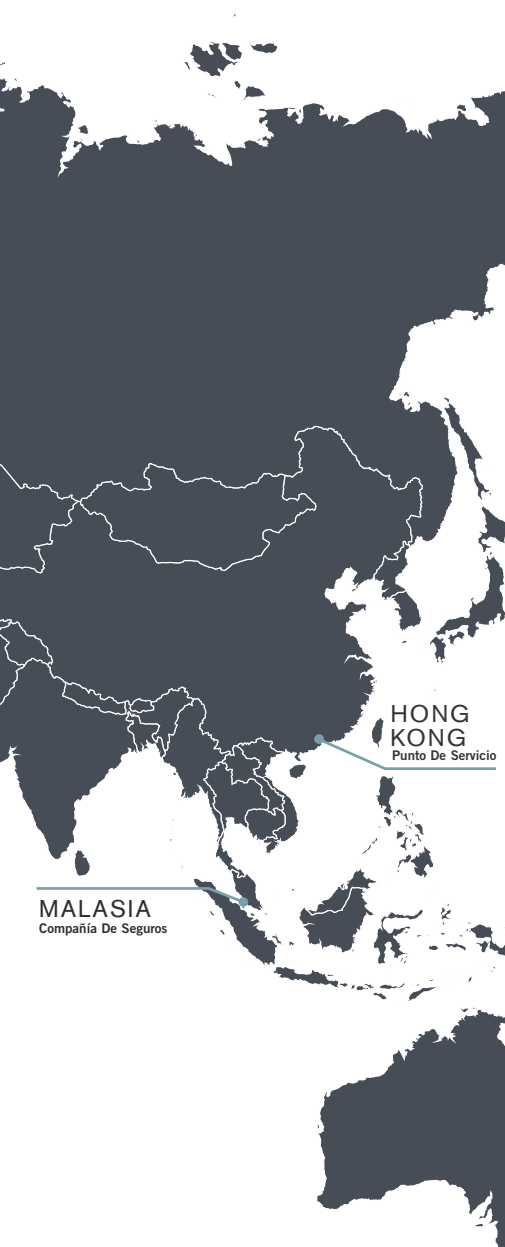 HONG
KONG
Punto De Servicio
MALASIA
Compañía De Seguros